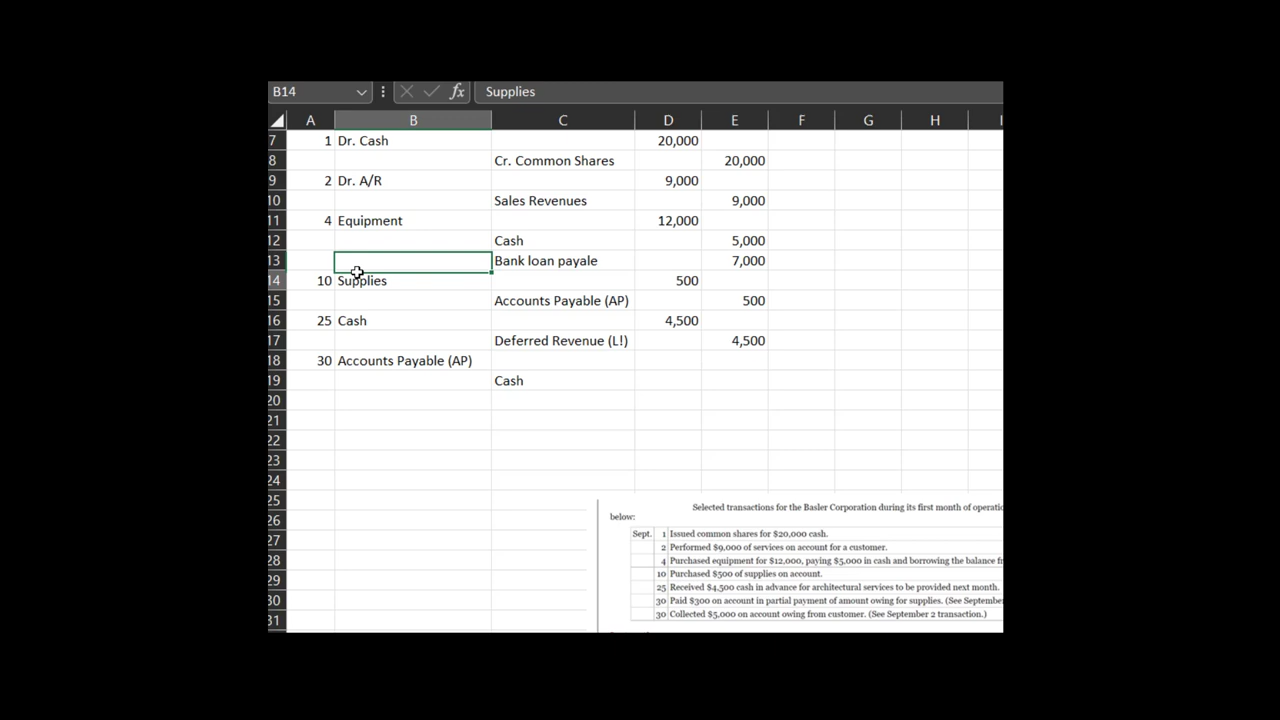 B14 fx Supplies
A B C D E F G H I
7 1 Dr. Cash 20,000
8 Cr. Common Shares 20,000
9 2 Dr. A/R 9,000
10 Sales Revenues 9,000
11 4 Equipment 12,000
12 Cash 5,000
13 Bank loan payale 7,000
14 10 Supplies 500
15 Accounts Payable (AP) 500
16 25 Cash 4,500
17 Deferred Revenue (L!) 4,500
18 30 Accounts Payable (AP)
19 Cash
20
21
22
23
24
25
Selected transactions for the Basler Corporation during its first month of operatio
below:
26
Sept. 1 Issued common shares for $20,000 cash.
27
2 Performed $9,000 of services on account for a customer.
28
4 Purchased equipment for $12,000, paying $5,000 in cash and borrowing the balance fr
10 Purchased $500 of supplies on account.
29
25 Received $4,500 cash in advance for architectural services to be provided next month.
30
30 Paid $300 on account in partial payment of amount owing for supplies. (See September
31
30 Collected $5,000 on account owing from customer. (See September 2 transaction.)